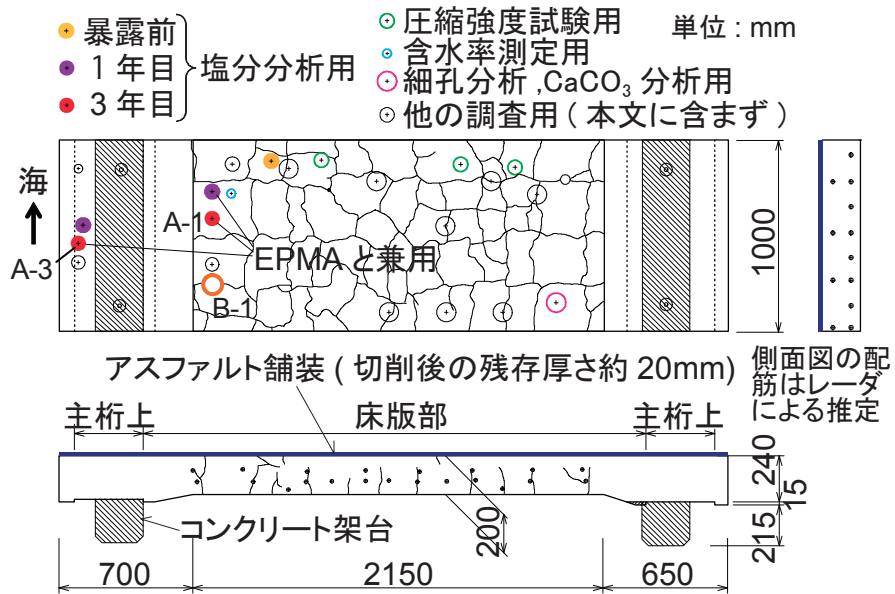 暴露前
1 年目
3 年目
塩分分析用
圧縮強度試験用
含水率測定用
細孔分析 ,CaCO3 分析用
他の調査用 ( 本文に含まず )
単位 : mm
海
A-1
A-3
EPMA と兼用
B-1
1000
アスファルト舗装 ( 切削後の残存厚さ約 20mm)
側面図の配
筋はレーダ
による推定
主桁上
床版部
主桁上
コンクリート架台
200
240
15
215
700
2150
650